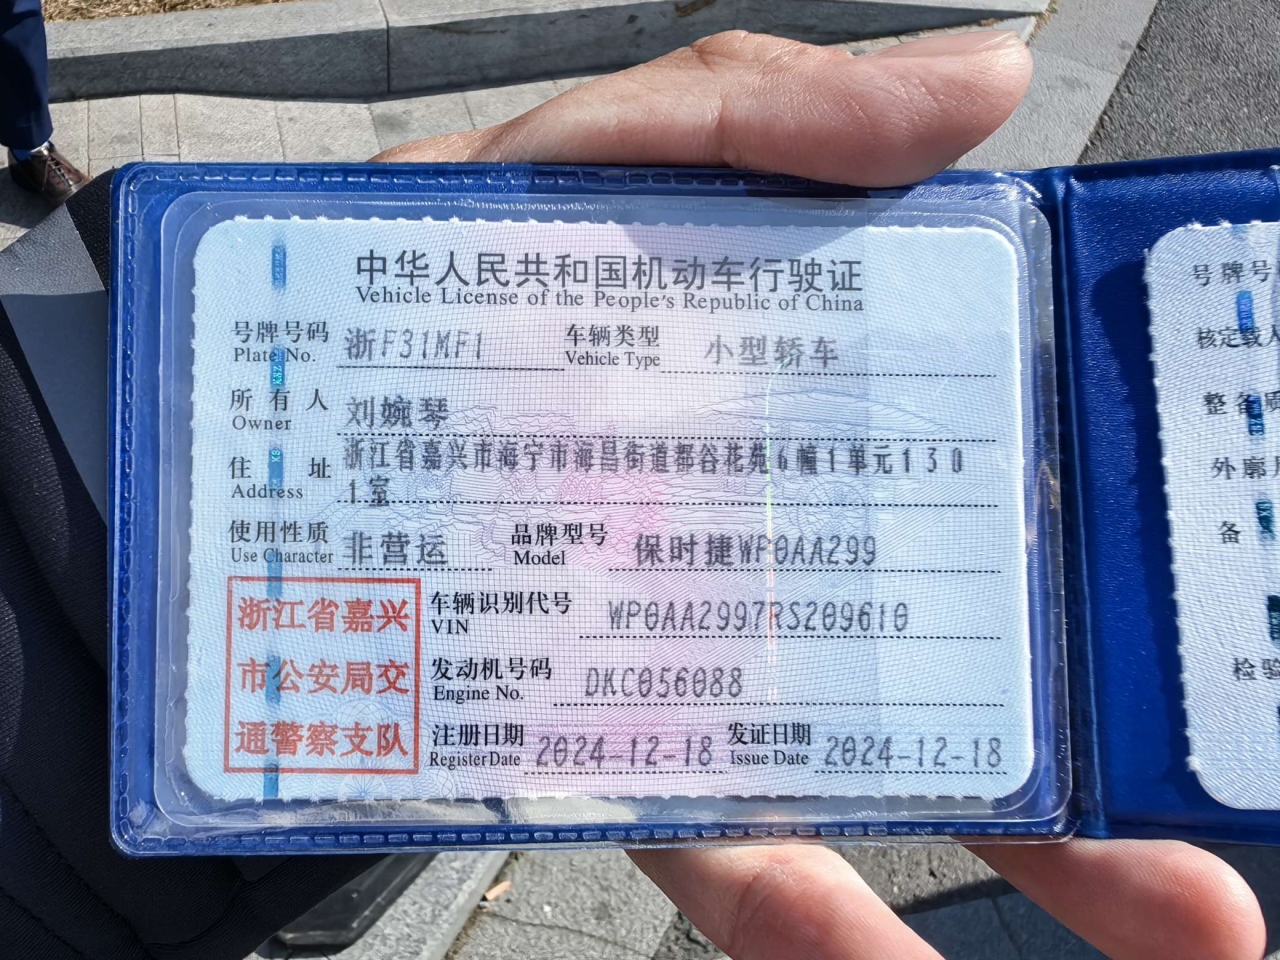 中华人民共和国机动车行驶证
Vehicle License of the People's Republic of China
号牌号码 浙F31MF1 车辆类型 小型轿车
Plate No. Vehicle Type
所有人 刘婉琴
Owner
住址 浙江省嘉兴市海宁市海昌街道都谷花苑6幢1单元130
Address 1室
使用性质 非营运 品牌型号 保时捷WP0AA299
Use Character Model
浙江省嘉兴
市公安局交
通警察支队
车辆识别代号 WP0AA2997RS209610
VIN
发动机号码 DKC056088
Engine No.
注册日期 2024-12-18 发证日期 2024-12-18
Register Date Issue Date
号牌号
核定载人
整备质
外廓
备
检验